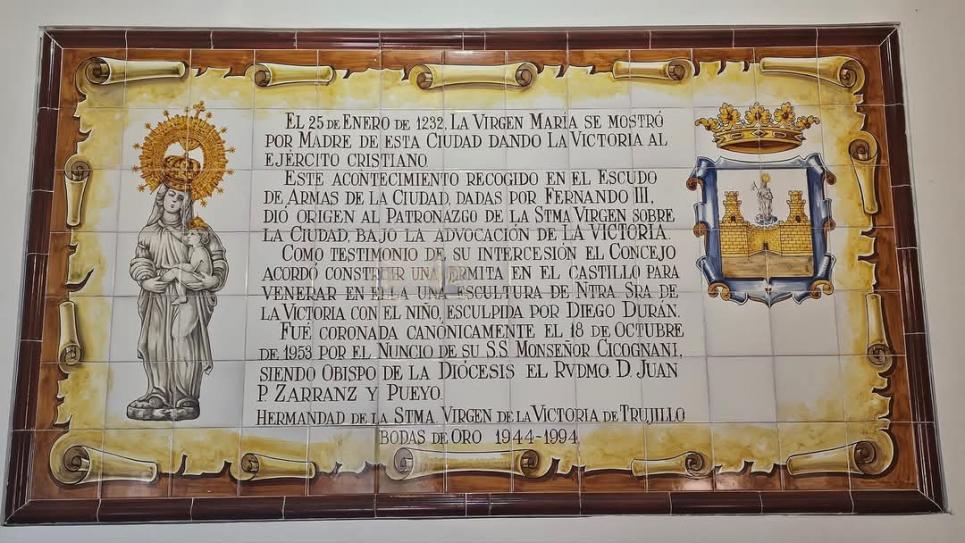 EL 25 DE ENERO DE 1232, LA VIRGEN MARÍA SE MOSTRÓ
POR MADRE DE ESTA CIUDAD DANDO LA VICTORIA AL
EJÉRCITO CRISTIANO.
ESTE ACONTECIMIENTO RECOGIDO EN EL ESCUDO
DE ARMAS DE LA CIUDAD, DADAS POR FERNANDO III,
DIÓ ORIGEN AL PATRONAZGO DE LA STMA VIRGEN SOBRE
LA CIUDAD, BAJO LA ADVOCACIÓN DE LA VICTORIA.
COMO TESTIMONIO DE SU INTERCESIÓN EL CONCEJO
ACORDÓ CONSTRUIR UNA ERMITA EN EL CASTILLO PARA
VENERAR EN ELLA UNA ESCULTURA DE NTRA SRA DE
LA VICTORIA CON EL NIÑO, ESCULPIDA POR DIEGO DURÁN.
FUÉ CORONADA CANÓNICAMENTE EL 18 DE OCTUBRE
DE 1953 POR EL NUNCIO DE SU S.S. MONSEÑOR CICOGNANI,
SIENDO OBISPO DE LA DIÓCESIS EL RVDMO. D. JUAN
P. ZARRANZ Y PUEYO.
HERMANDAD DE LA STMA. VIRGEN DE LA VICTORIA DE TRUJILLO
BODAS DE ORO 1944-1994